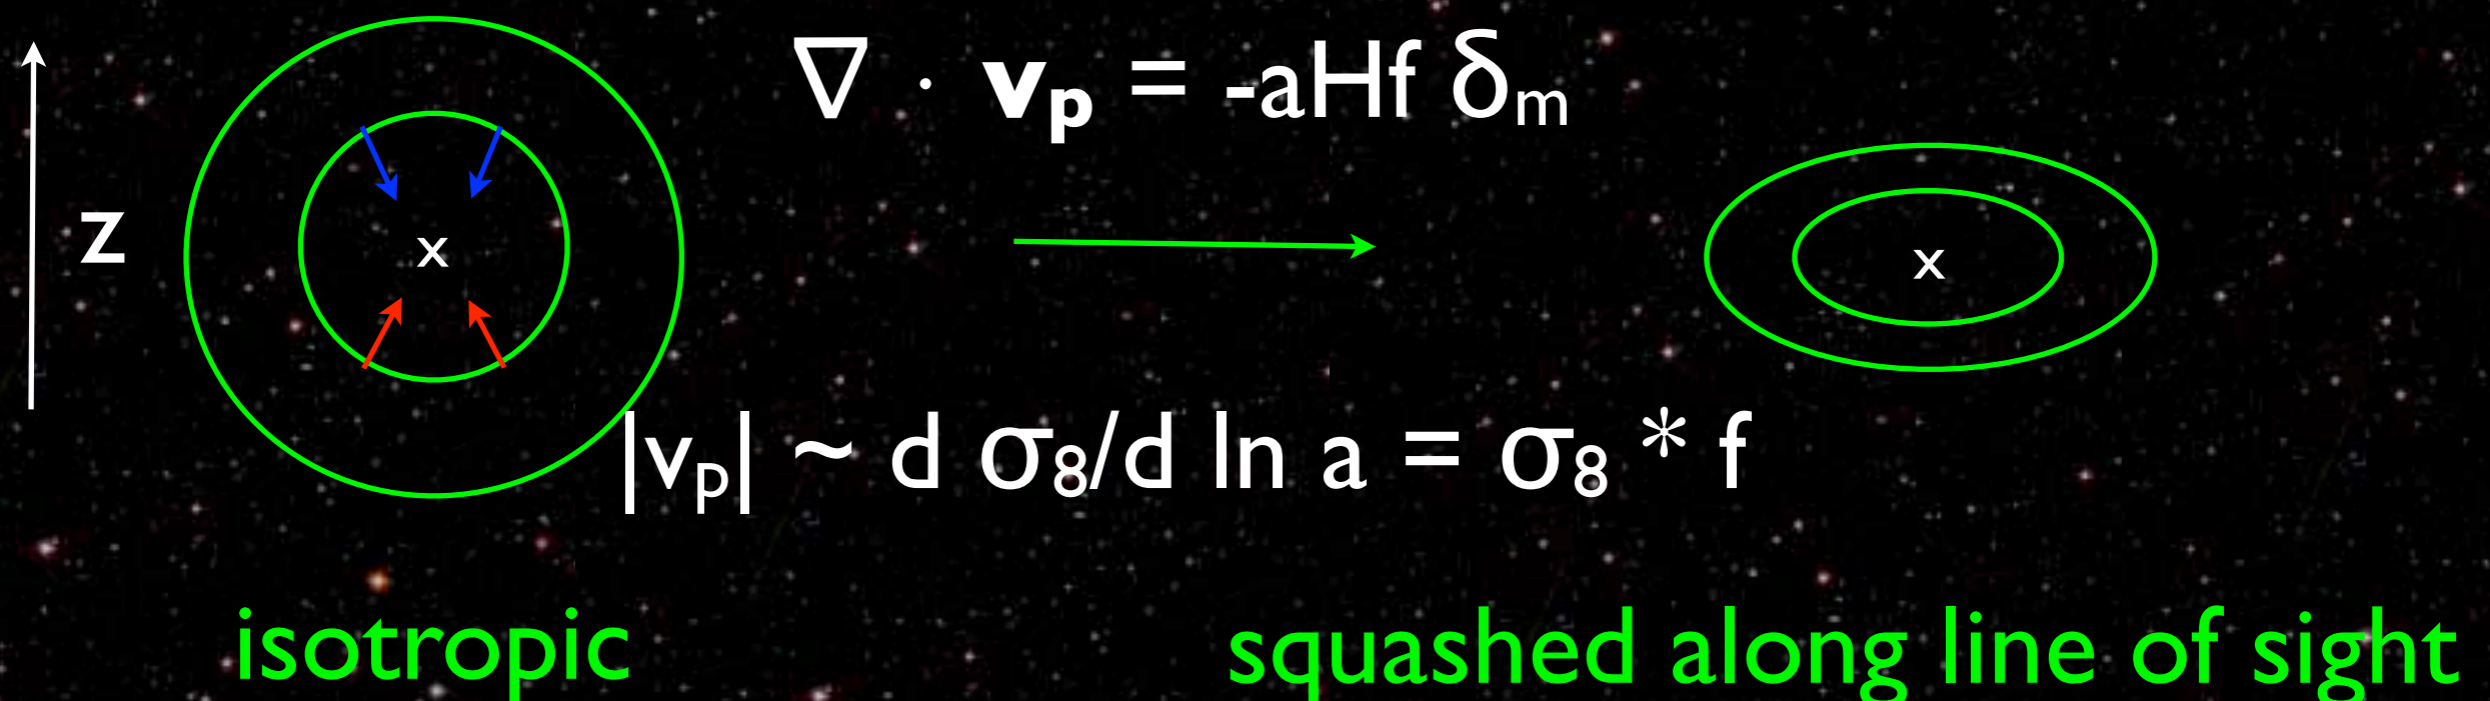 ∇ · vₚ = -aHf δₘ
z
x
x
|vₚ| ~ d σ₈/d ln a = σ₈ * f
isotropic
squashed along line of sight